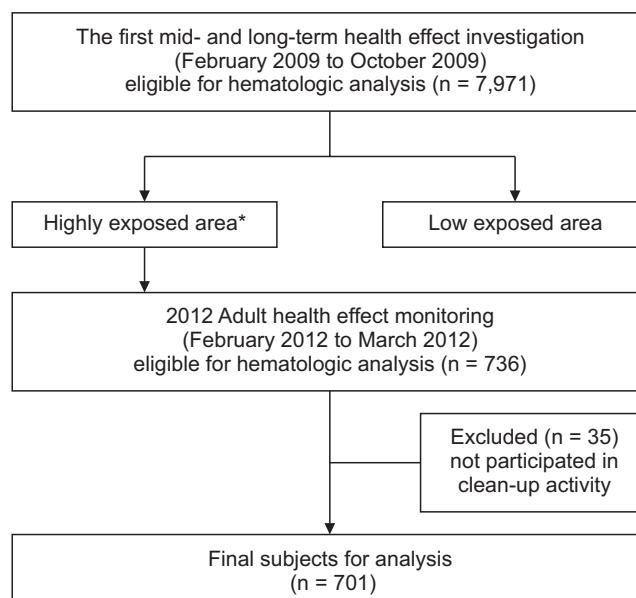 The first mid- and long-term health effect investigation
(February 2009 to October 2009)
eligible for hematologic analysis (n = 7,971)
Highly exposed area*
Low exposed area
2012 Adult health effect monitoring
(February 2012 to March 2012)
eligible for hematologic analysis (n = 736)
Excluded (n = 35)
not participated in
clean-up activity
Final subjects for analysis
(n = 701)